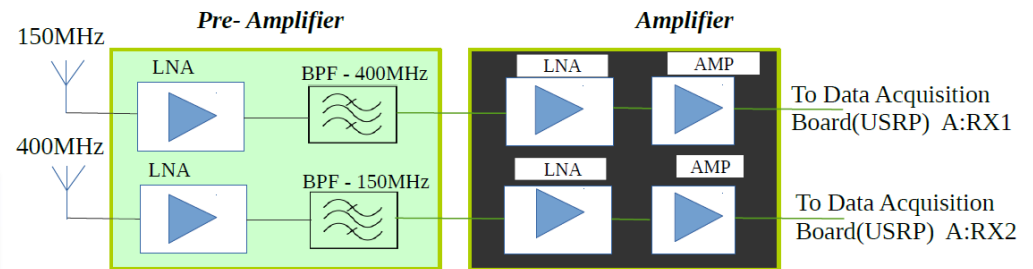 Pre- Amplifier
Amplifier
150MHz
LNA
BPF - 400MHz
LNA
AMP
To Data Acquisition
Board(USRP) A:RX1
400MHz
LNA
BPF - 150MHz
LNA
AMP
To Data Acquisition
Board(USRP) A:RX2